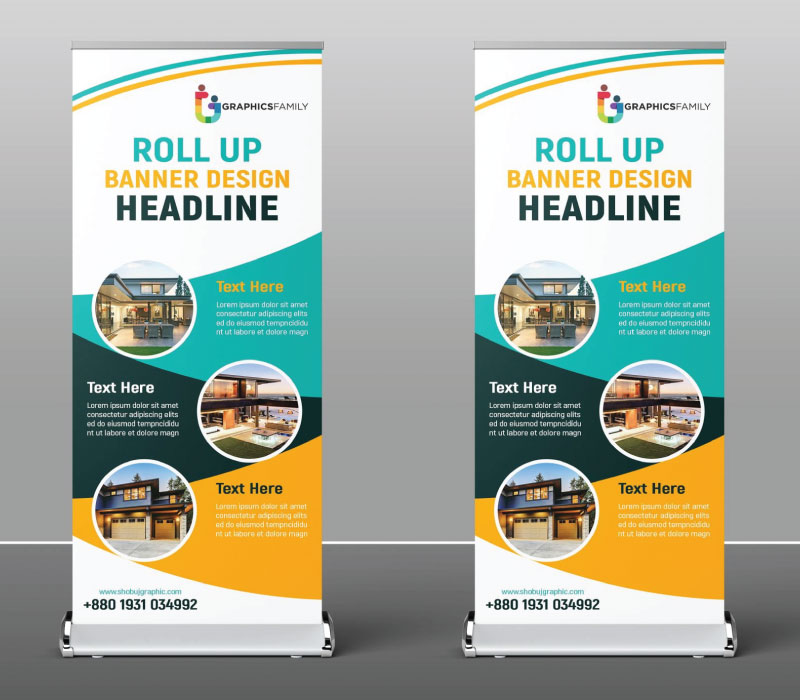 GRAPHICSFAMILY
ROLL UP
BANNER DESIGN
HEADLINE
Text Here
Lorem ipsum dolor sit amet
consectetur adipiscing elit
ed do eiusmod tempncididu
nt ut labore et dolore magn
Text Here
Lorem ipsum dolor sit amet
consectetur adipiscing elit
ed do eiusmod tempncididu
nt ut labore et dolore magn
Text Here
Lorem ipsum dolor sit amet
consectetur adipiscing elit
ed do eiusmod tempncididu
nt ut labore et dolore magn
www.shobujgraphic.com
+880 1931 034992
GRAPHICSFAMILY
ROLL UP
BANNER DESIGN
HEADLINE
Text Here
Lorem ipsum dolor sit amet
consectetur adipiscing elit
ed do eiusmod tempncididu
nt ut labore et dolore magn
Text Here
Lorem ipsum dolor sit amet
consectetur adipiscing elit
ed do eiusmod tempncididu
nt ut labore et dolore magn
Text Here
Lorem ipsum dolor sit amet
consectetur adipiscing elit
ed do eiusmod tempncididu
nt ut labore et dolore magn
www.shobujgraphic.com
+880 1931 034992